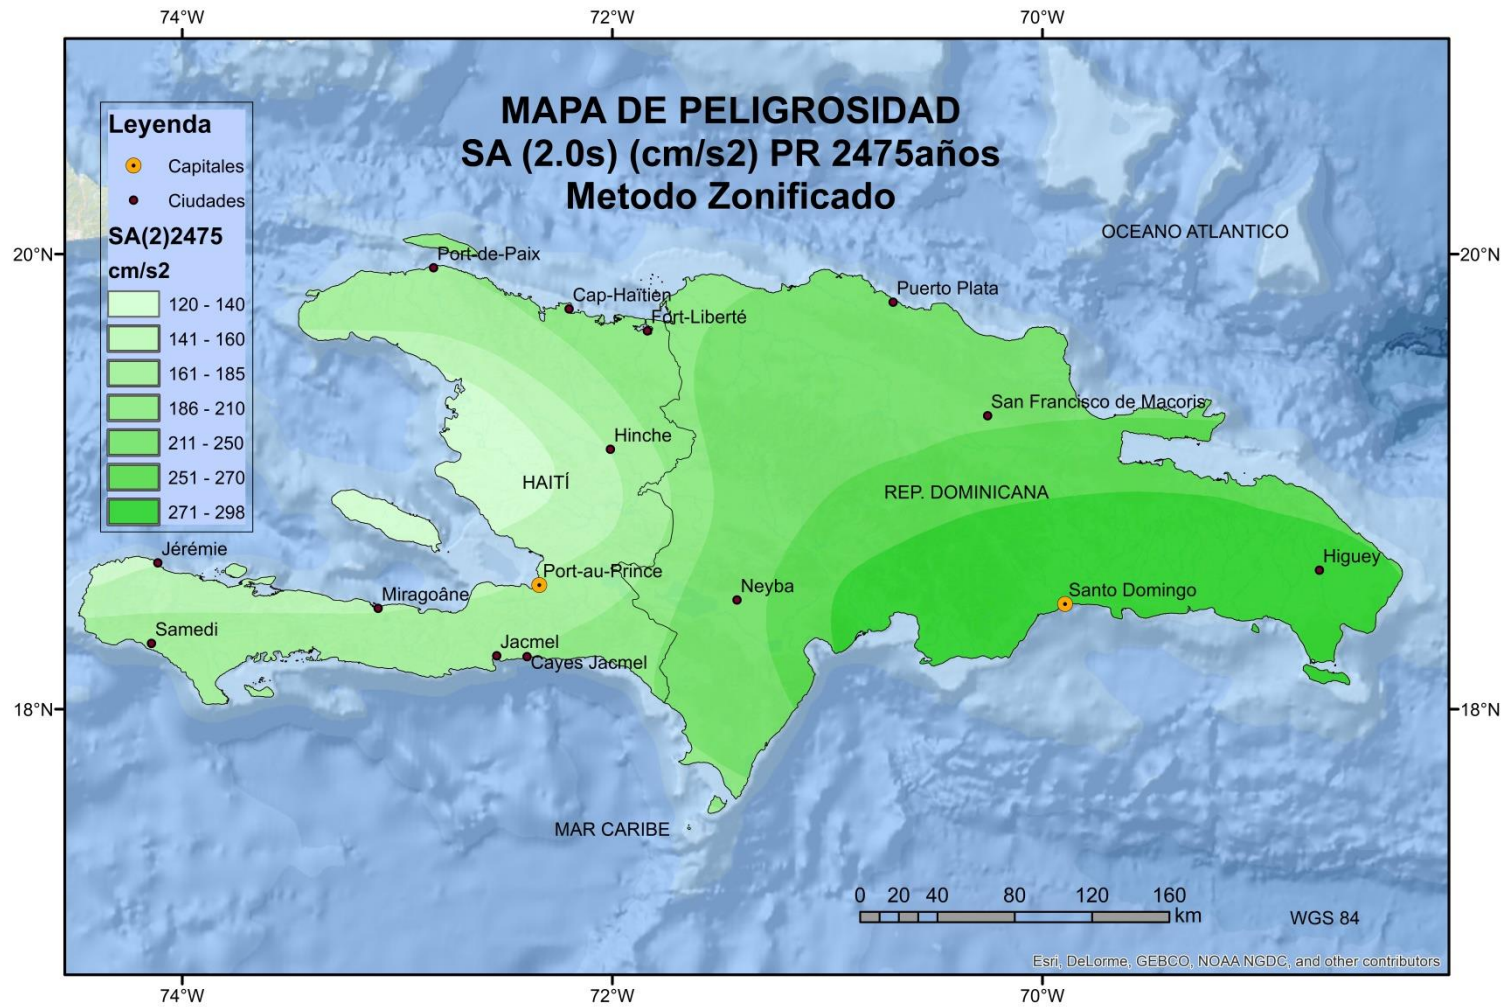 74°W
72°W
70°W
MAPA DE PELIGROSIDAD
SA (2.0s) (cm/s2) PR 2475años
Metodo Zonificado
Leyenda
Capitales
Ciudades
SA(2)2475
cm/s2
120 - 140
141 - 160
161 - 185
186 - 210
211 - 250
251 - 270
271 - 298
OCEANO ATLANTICO
20°N
20°N
Port-de-Paix
Cap-Haïtien
Fort-Liberté
Puerto Plata
San Francisco de Macoris
Hinche
HAITÍ
REP. DOMINICANA
Jérémie
Port-au-Prince
Miragoâne
Neyba
Higuey
Santo Domingo
Samedi
Jacmel
Cayes Jacmel
18°N
18°N
MAR CARIBE
0 20 40 80 120 160
km
WGS 84
Esri, DeLorme, GEBCO, NOAA NGDC, and other contributors
74°W
72°W
70°W